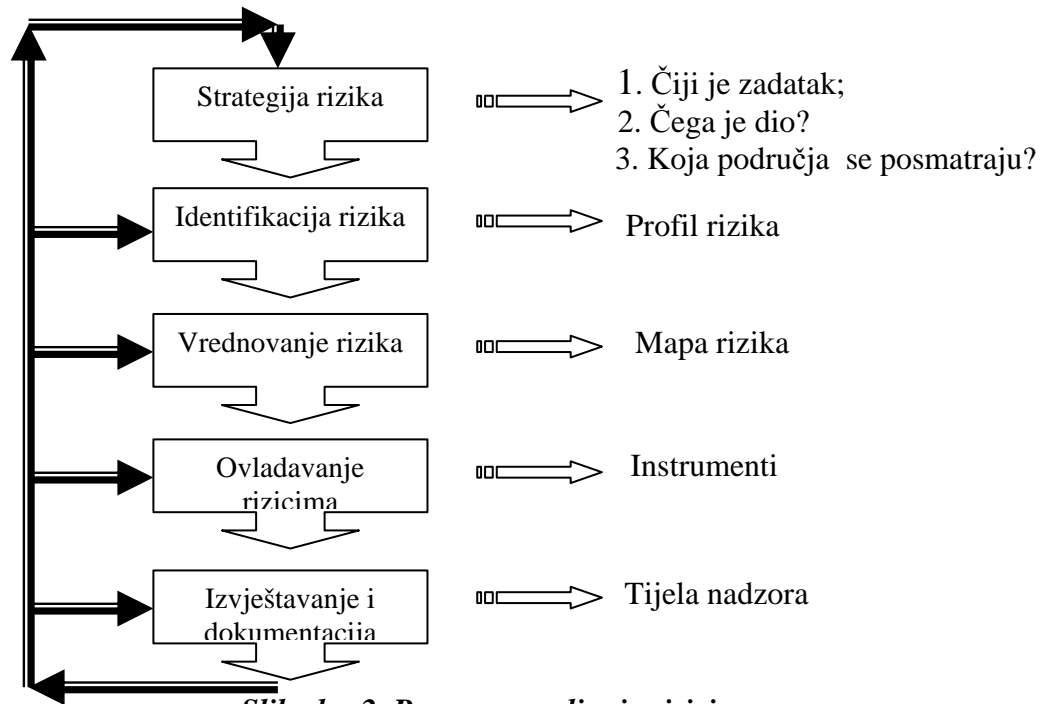 Strategija rizika
1. Čiji je zadatak;
2. Čega je dio?
3. Koja područja se posmatraju?
Identifikacija rizika
Profil rizika
Vrednovanje rizika
Mapa rizika
Ovladavanje
rizicima
Instrumenti
Izvještavanje i
dokumentacija
Tijela nadzora